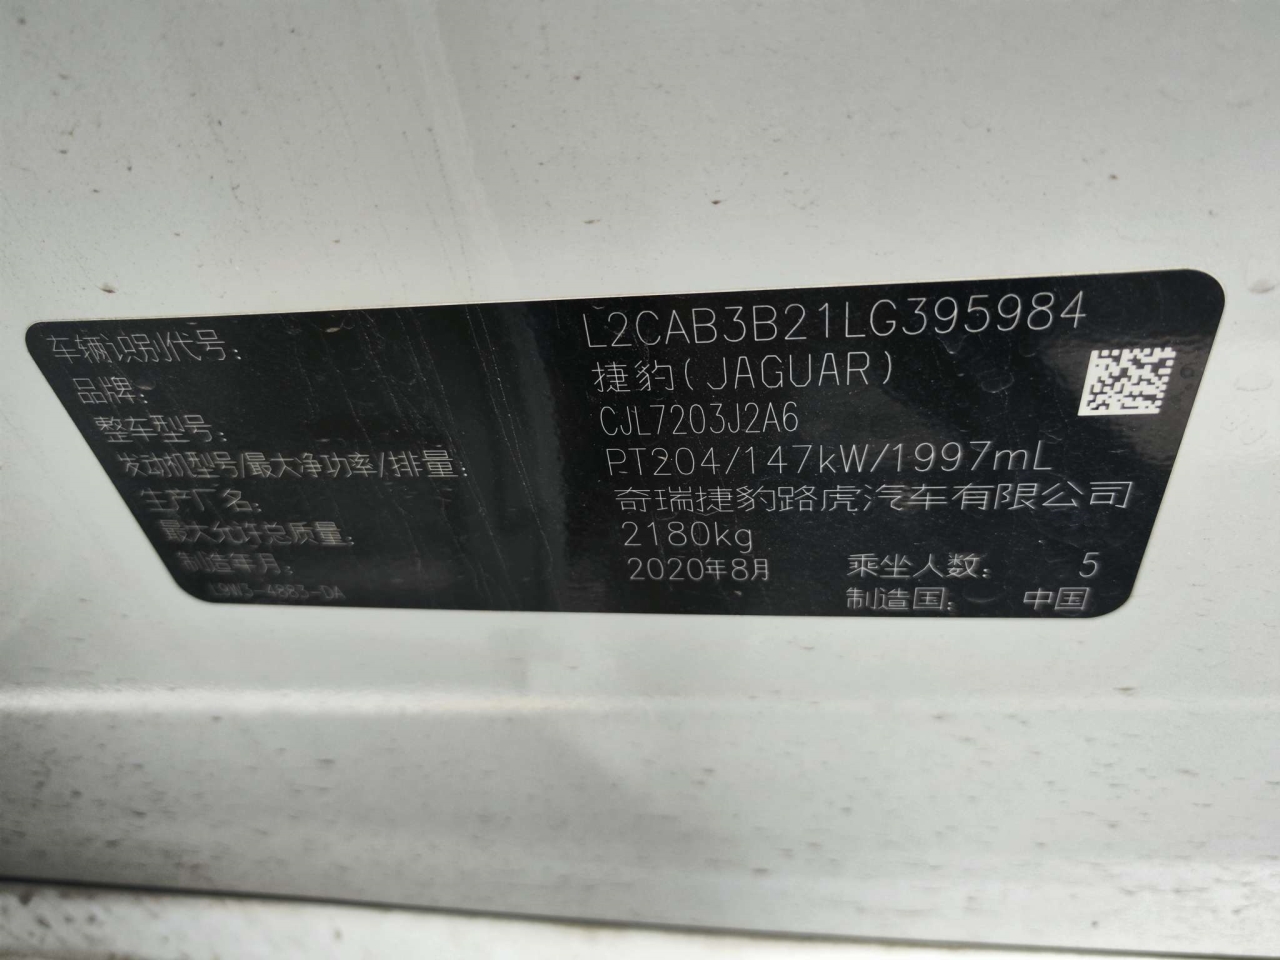 车辆识别代号: L2CAB3B21LG395984
品牌: 捷豹(JAGUAR)
整车型号: CJL7203J2A6
发动机型号/最大净功率/排量: PT204/147kW/1997mL
生产厂名: 奇瑞捷豹路虎汽车有限公司
最大允许总质量: 2180kg
制造年月: 2020年8月 乘坐人数: 5
制造国: 中国